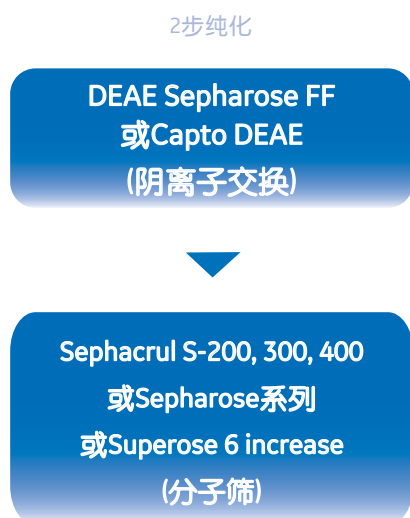 2步纯化
DEAE Sepharose FF
或Capto DEAE
(阴离子交换)
Sephacrul S-200, 300, 400
或Sepharose系列
或Superose 6 increase
(分子筛)